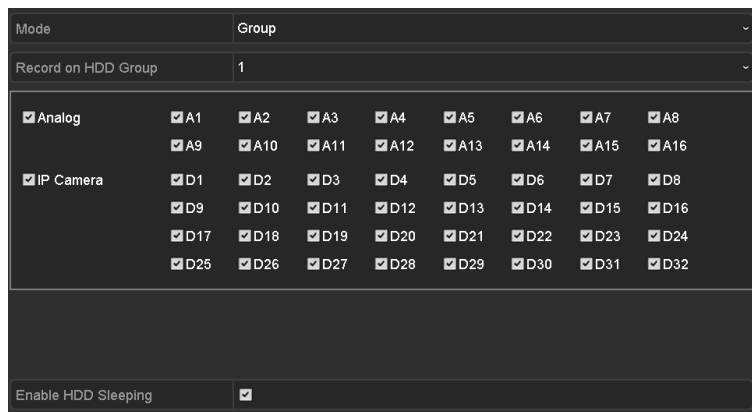 Mode Group
Record on HDD Group 1
Analog A1 A2 A3 A4 A5 A6 A7 A8
A9 A10 A11 A12 A13 A14 A15 A16
IP Camera D1 D2 D3 D4 D5 D6 D7 D8
D9 D10 D11 D12 D13 D14 D15 D16
D17 D18 D19 D20 D21 D22 D23 D24
D25 D26 D27 D28 D29 D30 D31 D32
Enable HDD Sleeping